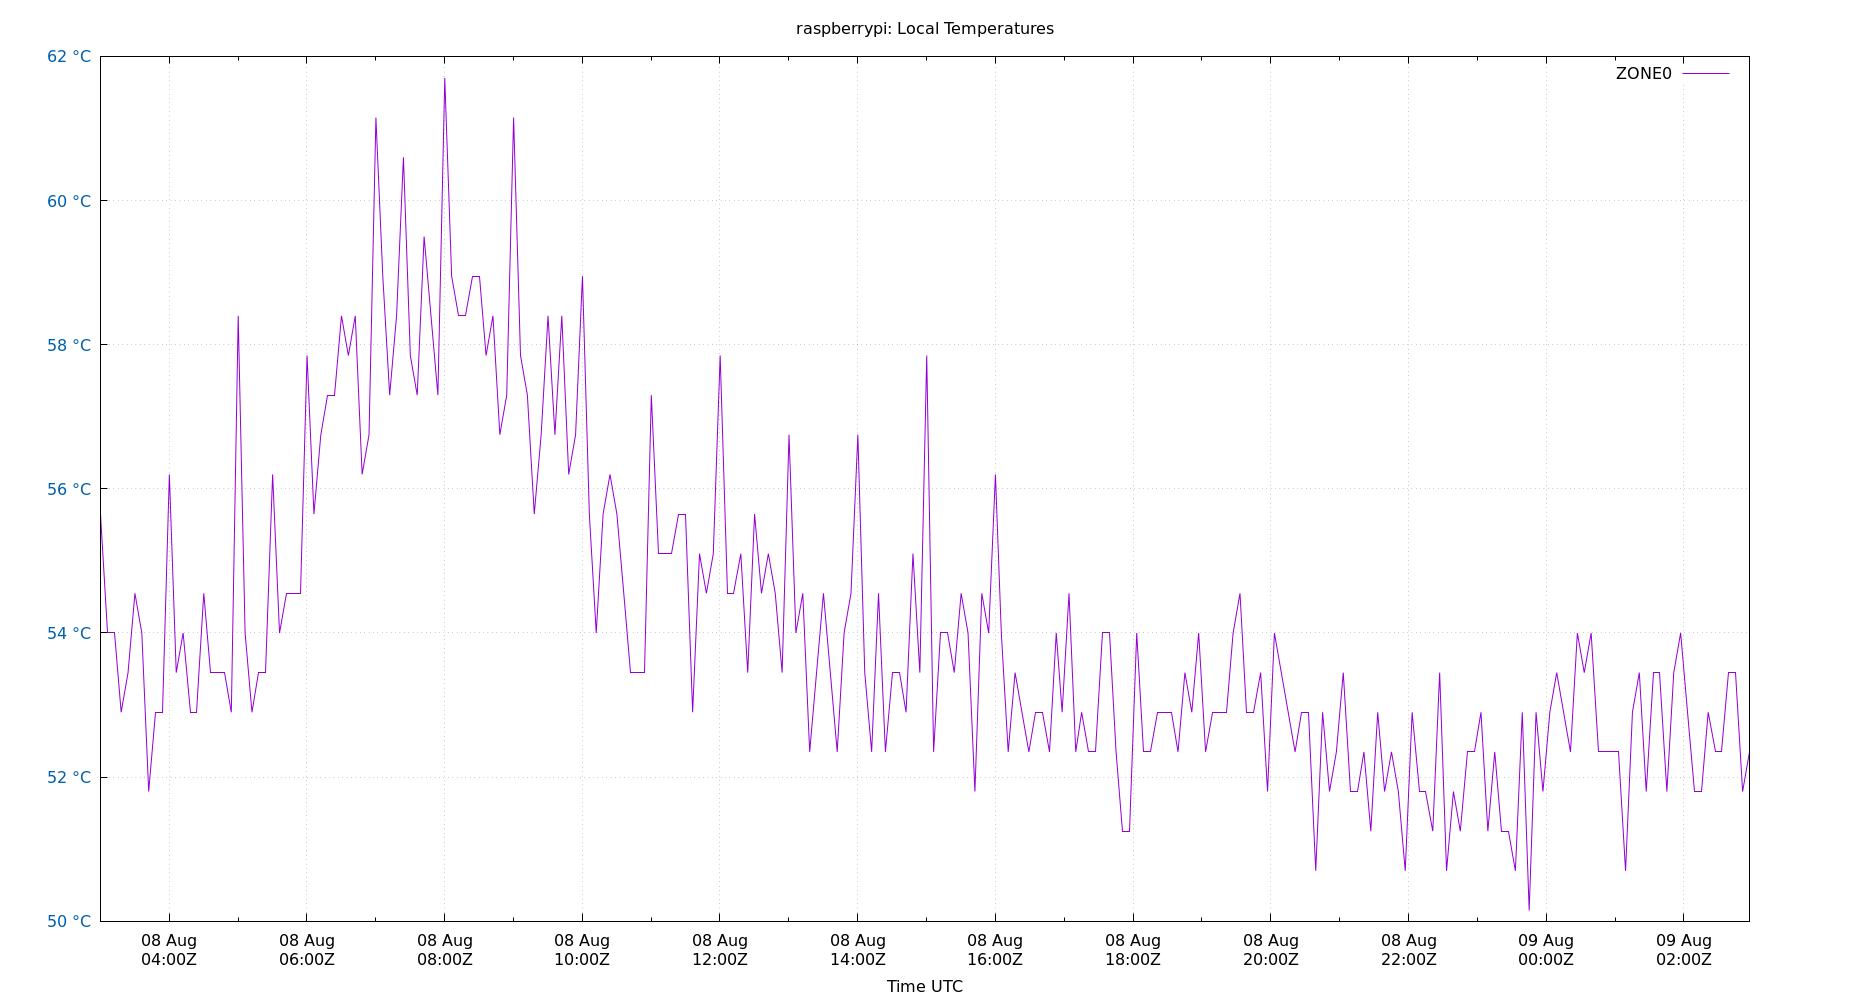 raspberrypi: Local Temperatures
ZONE0
62 °C
60 °C
58 °C
56 °C
54 °C
52 °C
50 °C
08 Aug 08 Aug 08 Aug 08 Aug 08 Aug 08 Aug 08 Aug 08 Aug 08 Aug 08 Aug 09 Aug 09 Aug
04:00Z 06:00Z 08:00Z 10:00Z 12:00Z 14:00Z 16:00Z 18:00Z 20:00Z 22:00Z 00:00Z 02:00Z
Time UTC